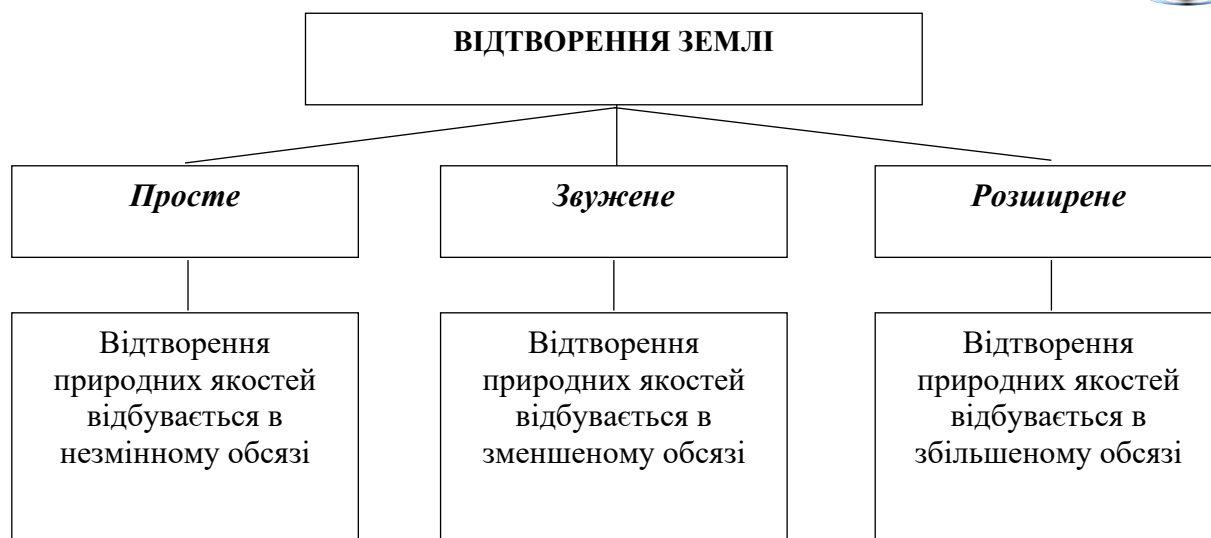 ВІДТВОРЕННЯ ЗЕМЛІ
Просте
Звужене
Розширене
Відтворення
природних якостей
відбувається в
незмінному обсязі
Відтворення
природних якостей
відбувається в
зменшеному обсязі
Відтворення
природних якостей
відбувається в
збільшеному обсязі